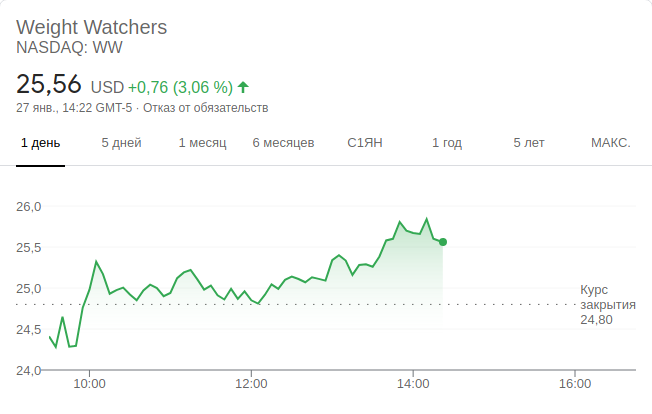 Weight Watchers
NASDAQ: WW
25,56 USD +0,76 (3,06 %)
27 янв., 14:22 GMT-5 · Отказ от обязательств
1 день 5 дней 1 месяц 6 месяцев С1ЯН 1 год 5 лет МАКС.
26,0
25,5
25,0
Курс
закрытия
24,80
24,5
24,0
10:00 12:00 14:00 16:00